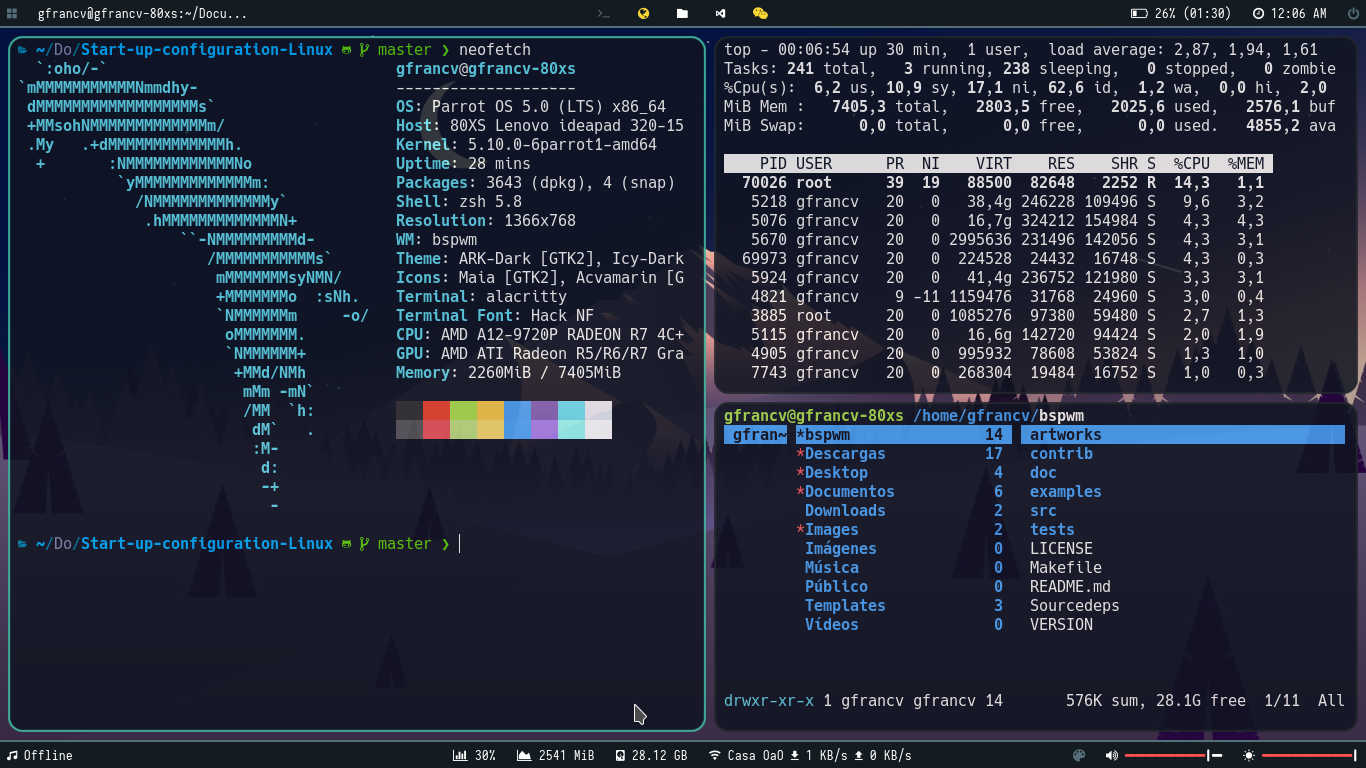 gfrancv@gfrancv-80xs:~/Docu...
26% (01:30)
12:06 AM
~/Do/Start-up-configuration-Linux master ❯ neofetch
`:oho/-`
`mMMMMMMMMMMMNmmdhy-
dMMMMMMMMMMMMMMMMMMs`
+MMsohNMMMMMMMMMMMMMm/
.My   .+dMMMMMMMMMMMMMh.
+       :NMMMMMMMMMMMMNo
`yMMMMMMMMMMMMMm:
/NMMMMMMMMMMMMMy`
.hMMMMMMMMMMMMMN+
``-NMMMMMMMMMd-
/MMMMMMMMMMMs`
mMMMMMMMsyNMN/
+MMMMMMMo  :sNh.
`NMMMMMMm     -o/
oMMMMMMM.
`NMMMMMM+
+MMd/NMh
mMm -mN`
/MM  `h:
dM`   .
:M-
d:
-+
-
gfrancv@gfrancv-80xs
--------------------
OS: Parrot OS 5.0 (LTS) x86_64
Host: 80XS Lenovo ideapad 320-15
Kernel: 5.10.0-6parrot1-amd64
Uptime: 28 mins
Packages: 3643 (dpkg), 4 (snap)
Shell: zsh 5.8
Resolution: 1366x768
WM: bspwm
Theme: ARK-Dark [GTK2], Icy-Dark
Icons: Maia [GTK2], Acvamarin [G
Terminal: alacritty
Terminal Font: Hack NF
CPU: AMD A12-9720P RADEON R7 4C+
GPU: AMD ATI Radeon R5/R6/R7 Gra
Memory: 2260MiB / 7405MiB
~/Do/Start-up-configuration-Linux master ❯
top - 00:06:54 up 30 min,  1 user,  load average: 2,87, 1,94, 1,61
Tasks: 241 total,   3 running, 238 sleeping,   0 stopped,   0 zombie
%Cpu(s):  6,2 us, 10,9 sy, 17,1 ni, 62,6 id,  1,2 wa,  0,0 hi,  2,0
MiB Mem :   7405,3 total,   2803,5 free,   2025,6 used,   2576,1 buf
MiB Swap:      0,0 total,      0,0 free,      0,0 used.   4855,2 ava
PID USER      PR  NI    VIRT    RES    SHR S  %CPU  %MEM
70026 root      39  19   88500  82648   2252 R  14,3   1,1
5218 gfrancv   20   0   38,4g 246228 109496 S   9,6   3,2
5076 gfrancv   20   0   16,7g 324212 154984 S   4,3   4,3
5670 gfrancv   20   0 2995636 231496 142056 S   4,3   3,1
69973 gfrancv   20   0  224528  24432  16748 S   4,3   0,3
5924 gfrancv   20   0   41,4g 236752 121980 S   3,3   3,1
4821 gfrancv    9 -11 1159476  31768  24960 S   3,0   0,4
3885 root      20   0 1085276  97380  59480 S   2,7   1,3
5115 gfrancv   20   0   16,6g 142720  94424 S   2,0   1,9
4905 gfrancv   20   0  995932  78608  53824 S   1,3   1,0
7743 gfrancv   20   0  268304  19484  16752 S   1,0   0,3
gfrancv@gfrancv-80xs /home/gfrancv/bspwm
gfran~ *bspwm 14 artworks
*Descargas 17 contrib
*Desktop 4 doc
*Documentos 6 examples
Downloads 2 src
*Images 2 tests
Imágenes 0 LICENSE
Música 0 Makefile
Público 0 README.md
Templates 3 Sourcedeps
Vídeos 0 VERSION
drwxr-xr-x 1 gfrancv gfrancv 14 576K sum, 28.1G free 1/11 All
Offline
30%
2541 MiB
28.12 GB
Casa OaO 1 KB/s 0 KB/s